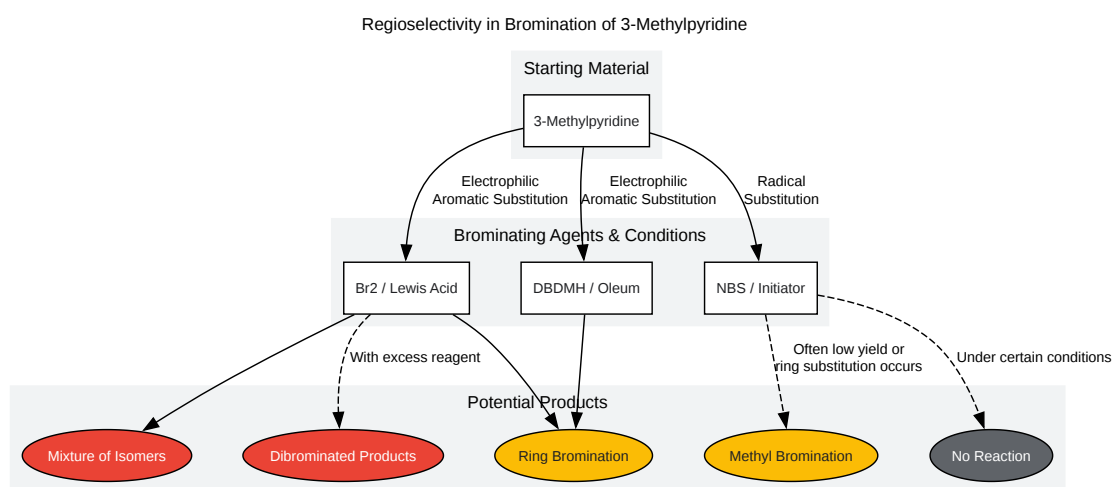 Regioselectivity in Bromination of 3-Methylpyridine
Starting Material
3-Methylpyridine
Electrophilic
Aromatic Substitution
Electrophilic
Aromatic Substitution
Radical
Substitution
Brominating Agents & Conditions
Br2 / Lewis Acid
DBDMH / Oleum
NBS / Initiator
With excess reagent
Often low yield or
ring substitution occurs
Under certain conditions
Potential Products
Mixture of Isomers
Dibrominated Products
Ring Bromination
Methyl Bromination
No Reaction